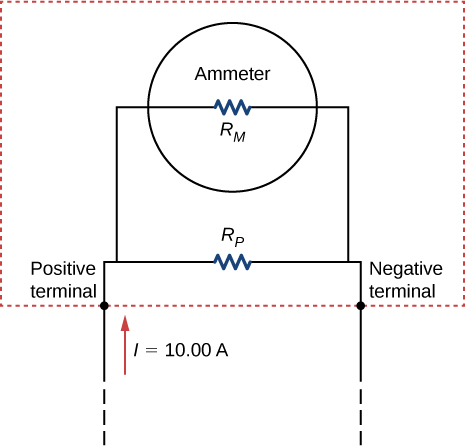 Ammeter
R_M
R_P
Positive
terminal
Negative
terminal
I = 10.00 A